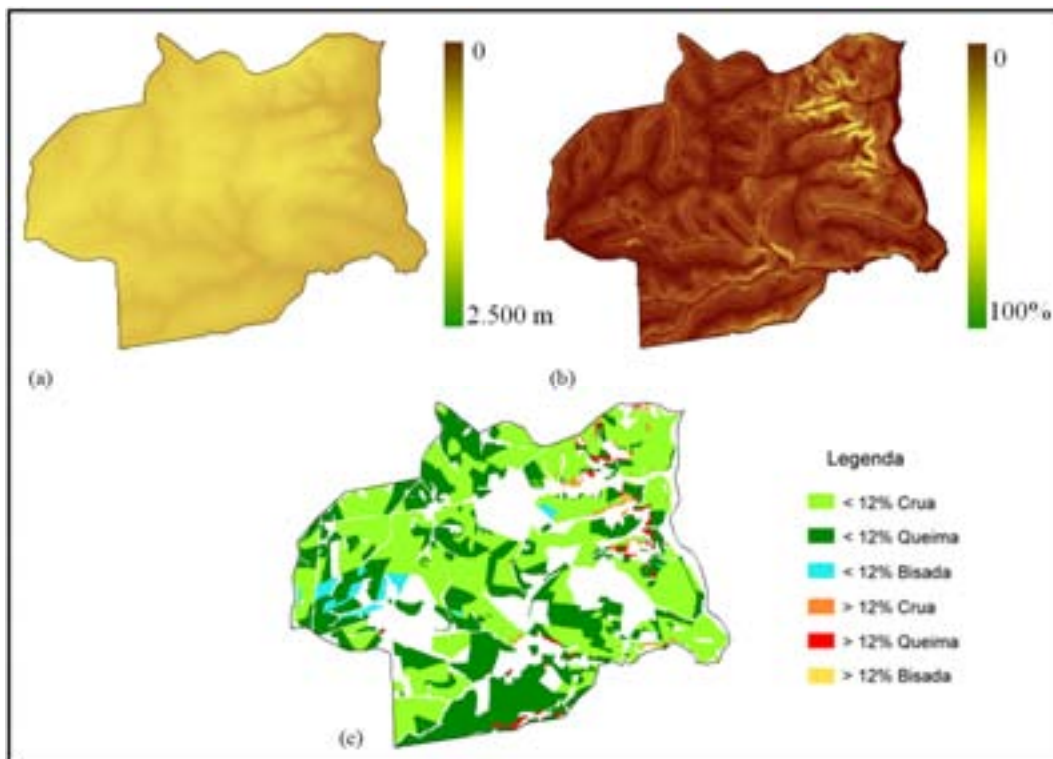 0
2.500 m
(a)
0
100%
(b)
Legenda
< 12% Crua
< 12% Queima
< 12% Bisada
> 12% Crua
> 12% Queima
> 12% Bisada
(c)